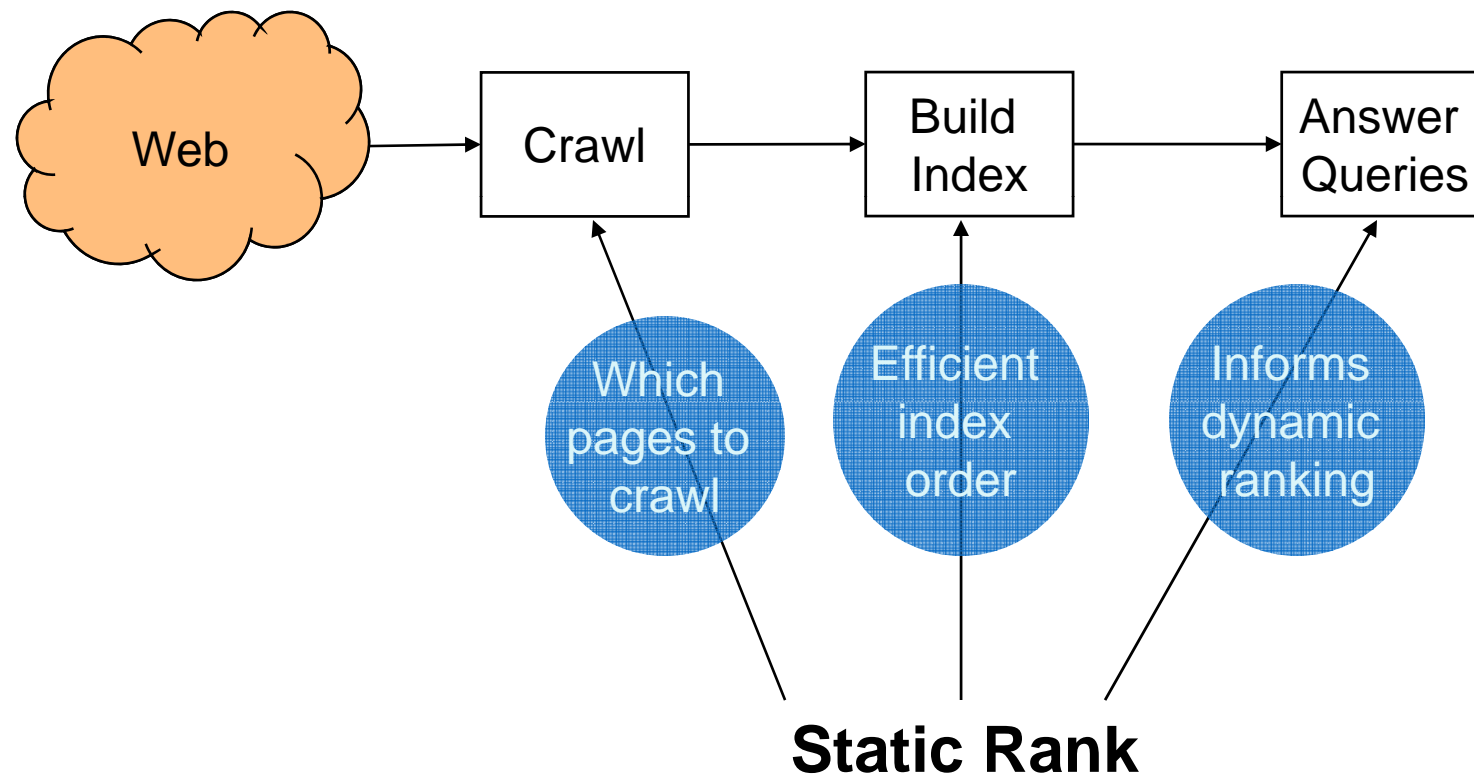 Web
Crawl
Build
Index
Answer
Queries
Which
pages to
crawl
Efficient
index
order
Informs
dynamic
ranking
Static Rank